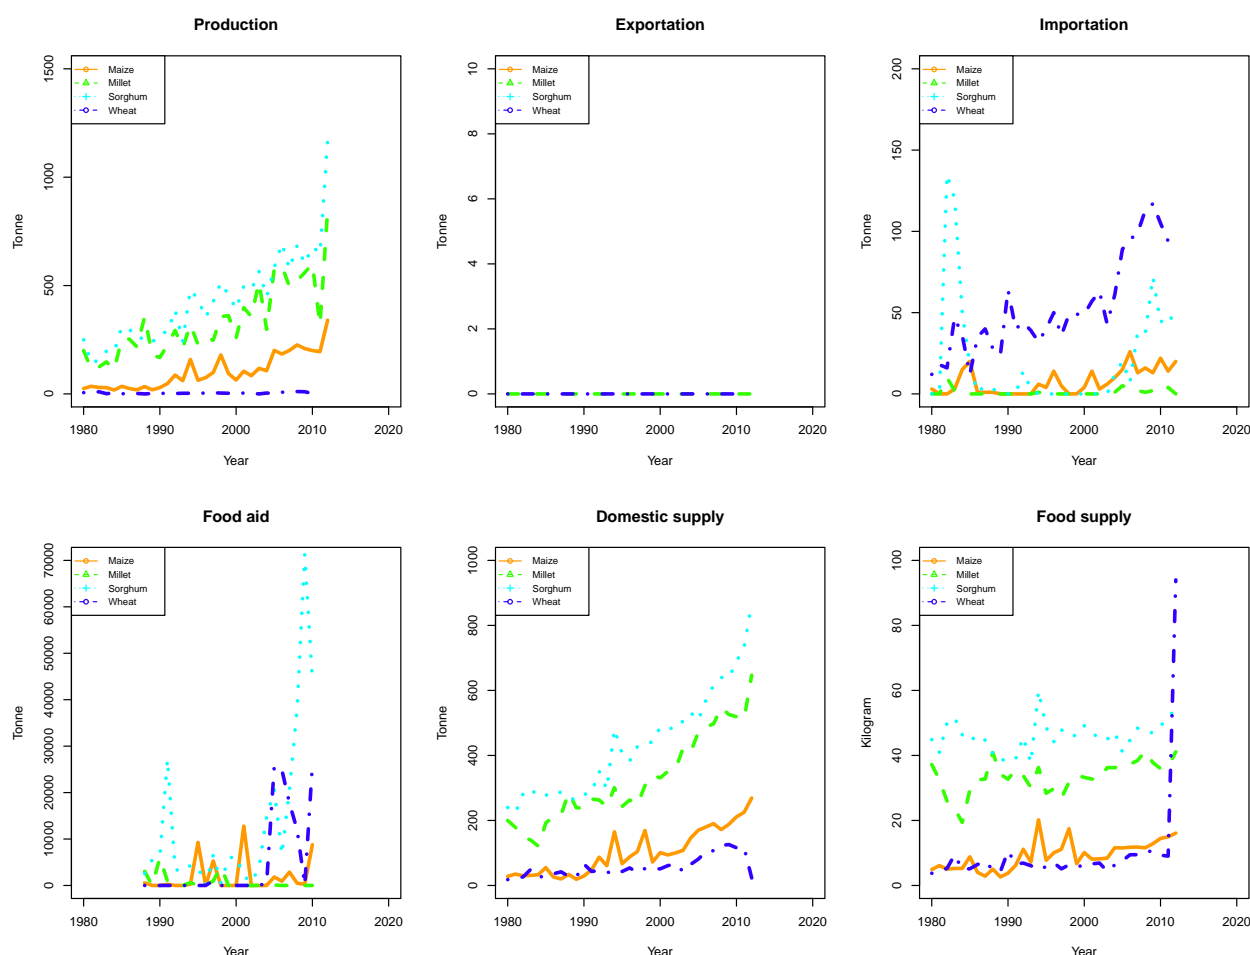 Production
Tonne
1500
1000
500
0
Maize
Millet
Sorghum
Wheat
1980 1990 2000 2010 2020
Year
Exportation
Tonne
10
8
6
4
2
0
Maize
Millet
Sorghum
Wheat
1980 1990 2000 2010 2020
Year
Importation
Tonne
200
150
100
50
0
Maize
Millet
Sorghum
Wheat
1980 1990 2000 2010 2020
Year
Food aid
Tonne
70000
60000
50000
40000
30000
20000
10000
0
Maize
Millet
Sorghum
Wheat
1980 1990 2000 2010 2020
Year
Domestic supply
Tonne
1000
800
600
400
200
0
Maize
Millet
Sorghum
Wheat
1980 1990 2000 2010 2020
Year
Food supply
Kilogram
100
80
60
40
20
0
Maize
Millet
Sorghum
Wheat
1980 1990 2000 2010 2020
Year